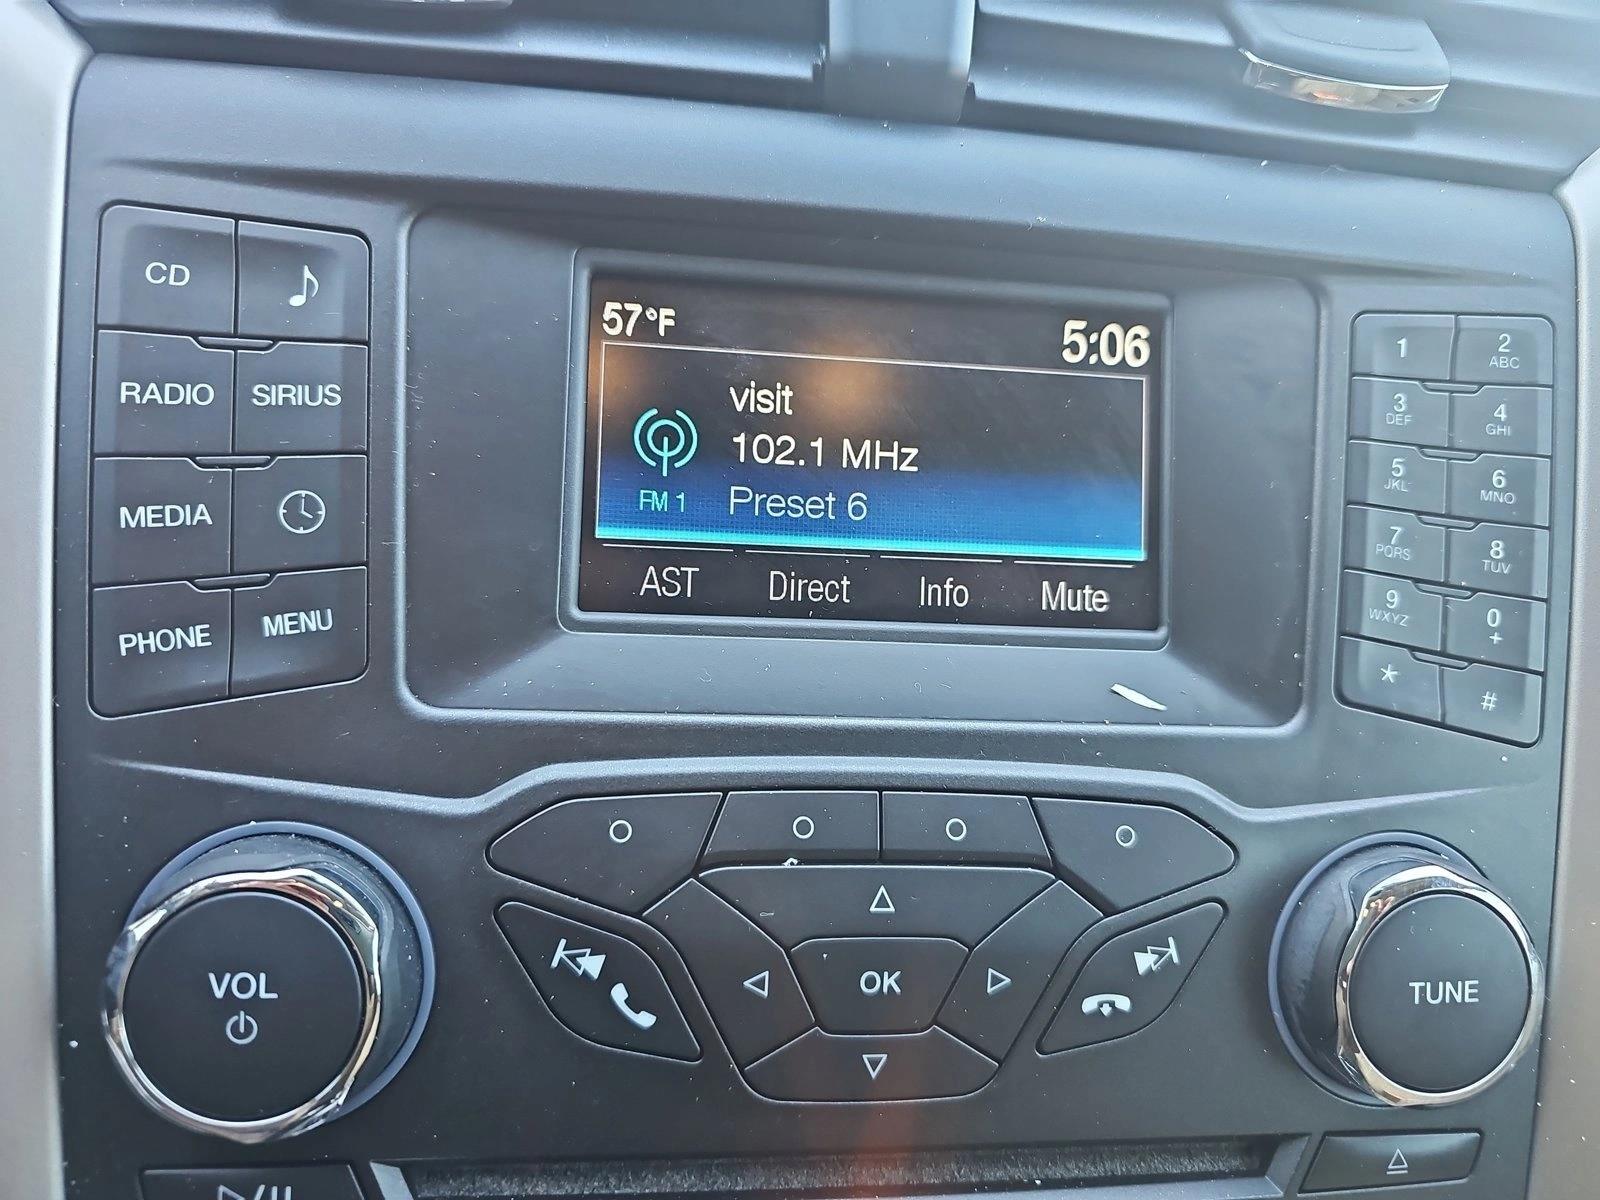 57°F 5:06
visit
102.1 MHz
FM 1 Preset 6
AST Direct Info Mute
CD
RADIO SIRIUS
MEDIA
PHONE MENU
1 2 ABC
3 DEF 4 GHI
5 JKL 6 MNO
7 PQRS 8 TUV
9 WXYZ 0 +
* #
VOL
OK
TUNE